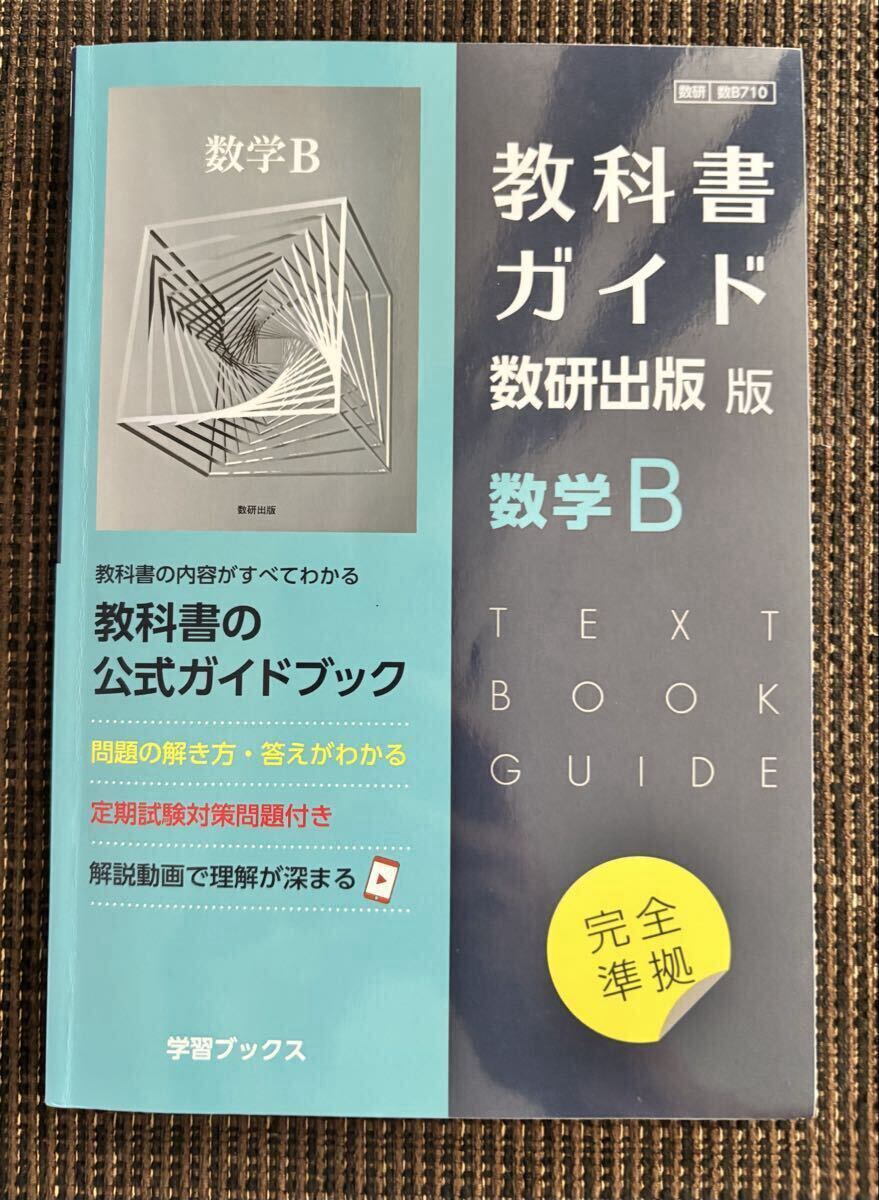 数学B
数研出版
教科書の内容がすべてわかる
教科書の
公式ガイドブック
問題の解き方・答えがわかる
定期試験対策問題付き
解説動画で理解が深まる
学習ブックス
数研 数B710
教科書
ガイド
数研出版 版
数学B
TEXT
BOOK
GUIDE
完全
準拠